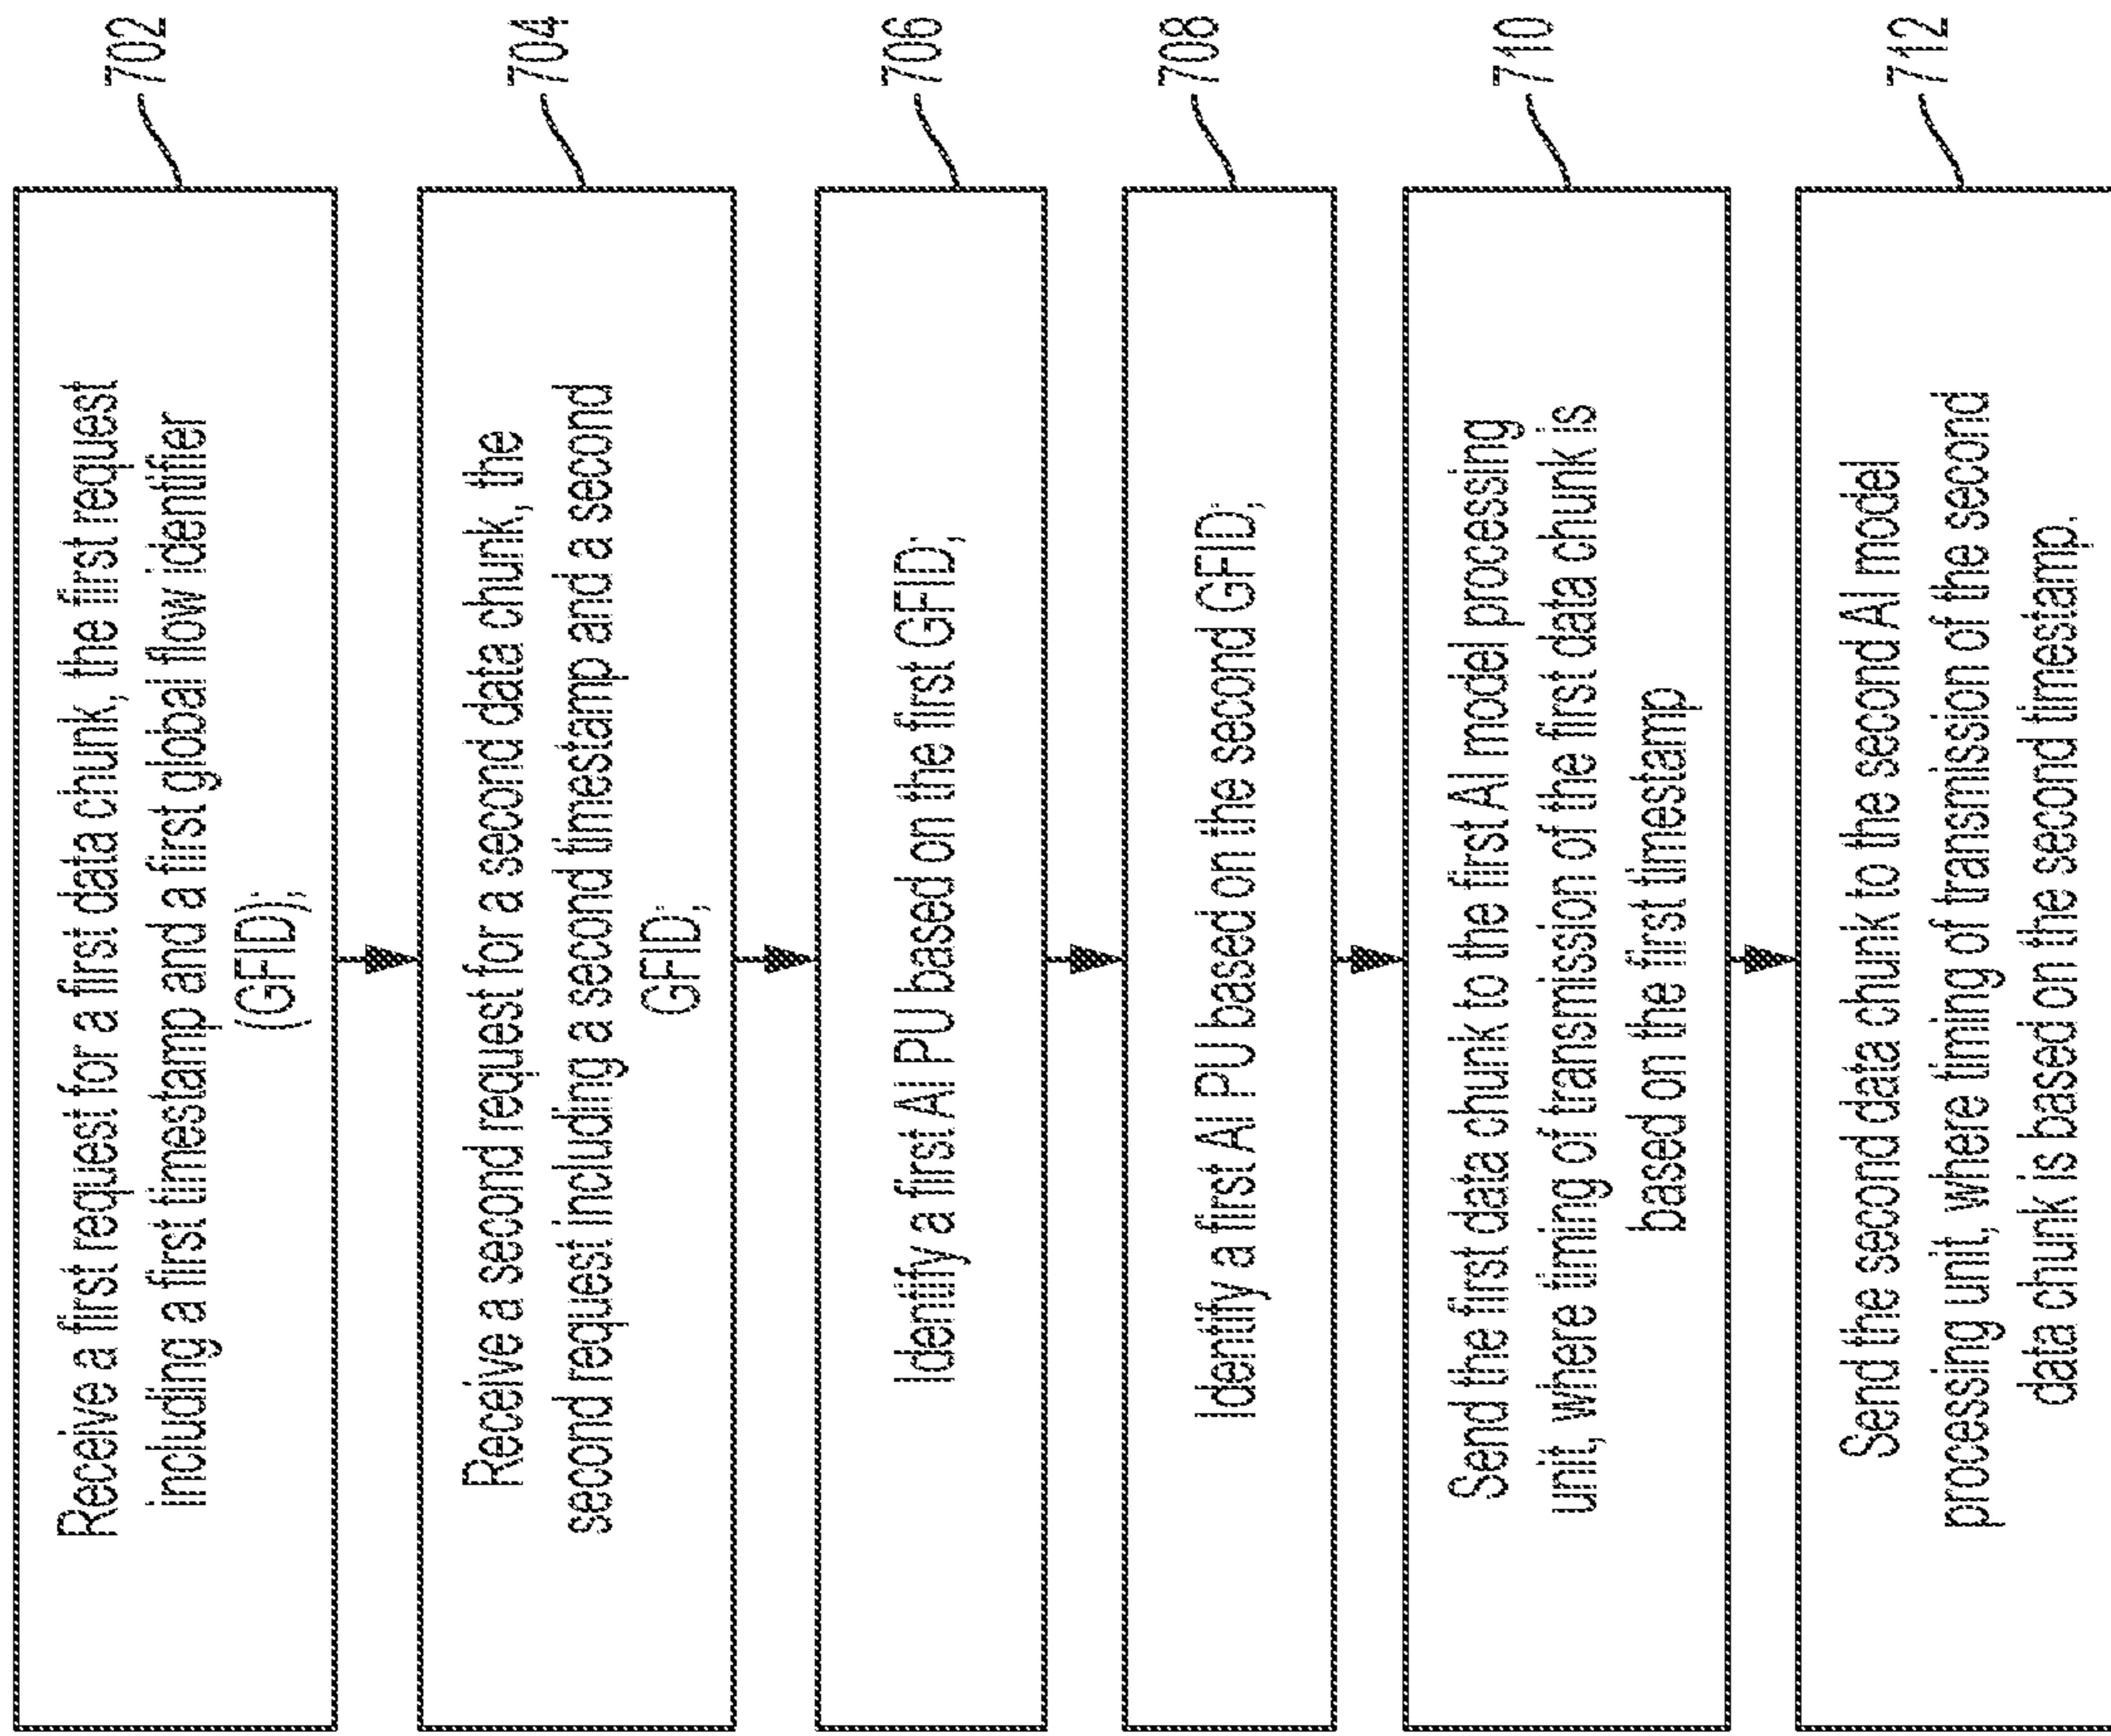 Receive a first request for a first data chunk, the first request
including a first timestamp and a first global flow identifier
(GFID);
702
Receive a second request for a second data chunk, the
second request including a second timestamp and a second
GFID;
704
Identify a first AI PU based on the first GFID;
706
Identify a first AI PU based on the second GFID;
708
Send the first data chunk to the first AI model processing
unit, where timing of transmission of the first data chunk is
based on the first timestamp
710
Send the second data chunk to the second AI model
processing unit, where timing of transmission of the second
data chunk is based on the second timestamp.
712